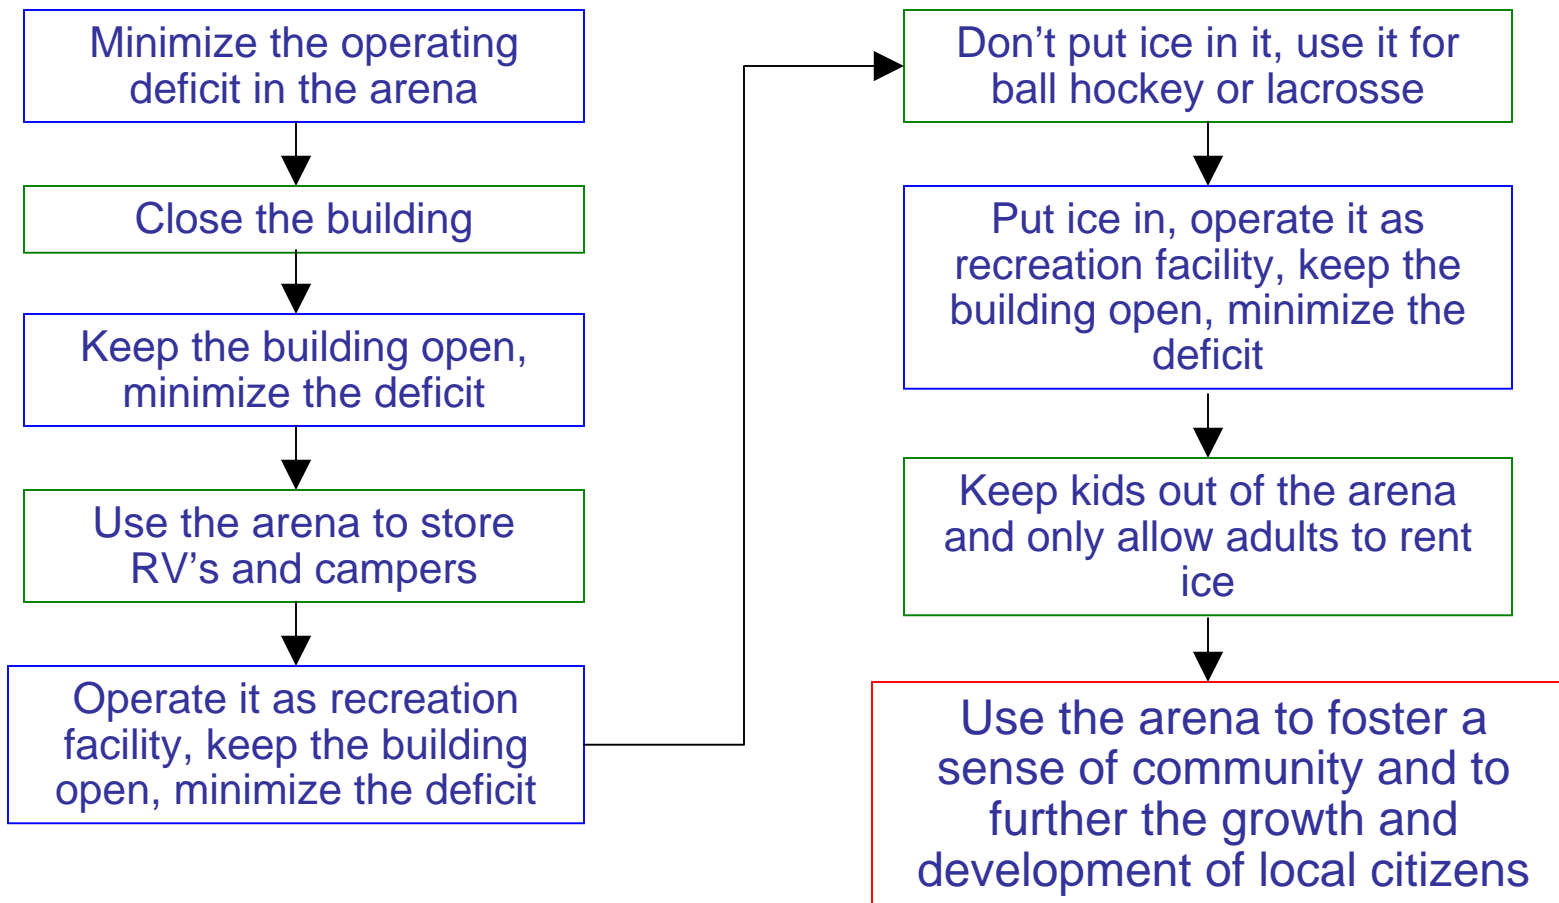 Minimize the operating
deficit in the arena
Close the building
Keep the building open,
minimize the deficit
Use the arena to store
RV's and campers
Operate it as recreation
facility, keep the building
open, minimize the deficit
Don't put ice in it, use it for
ball hockey or lacrosse
Put ice in, operate it as
recreation facility, keep the
building open, minimize the
deficit
Keep kids out of the arena
and only allow adults to rent
ice
Use the arena to foster a
sense of community and to
further the growth and
development of local citizens